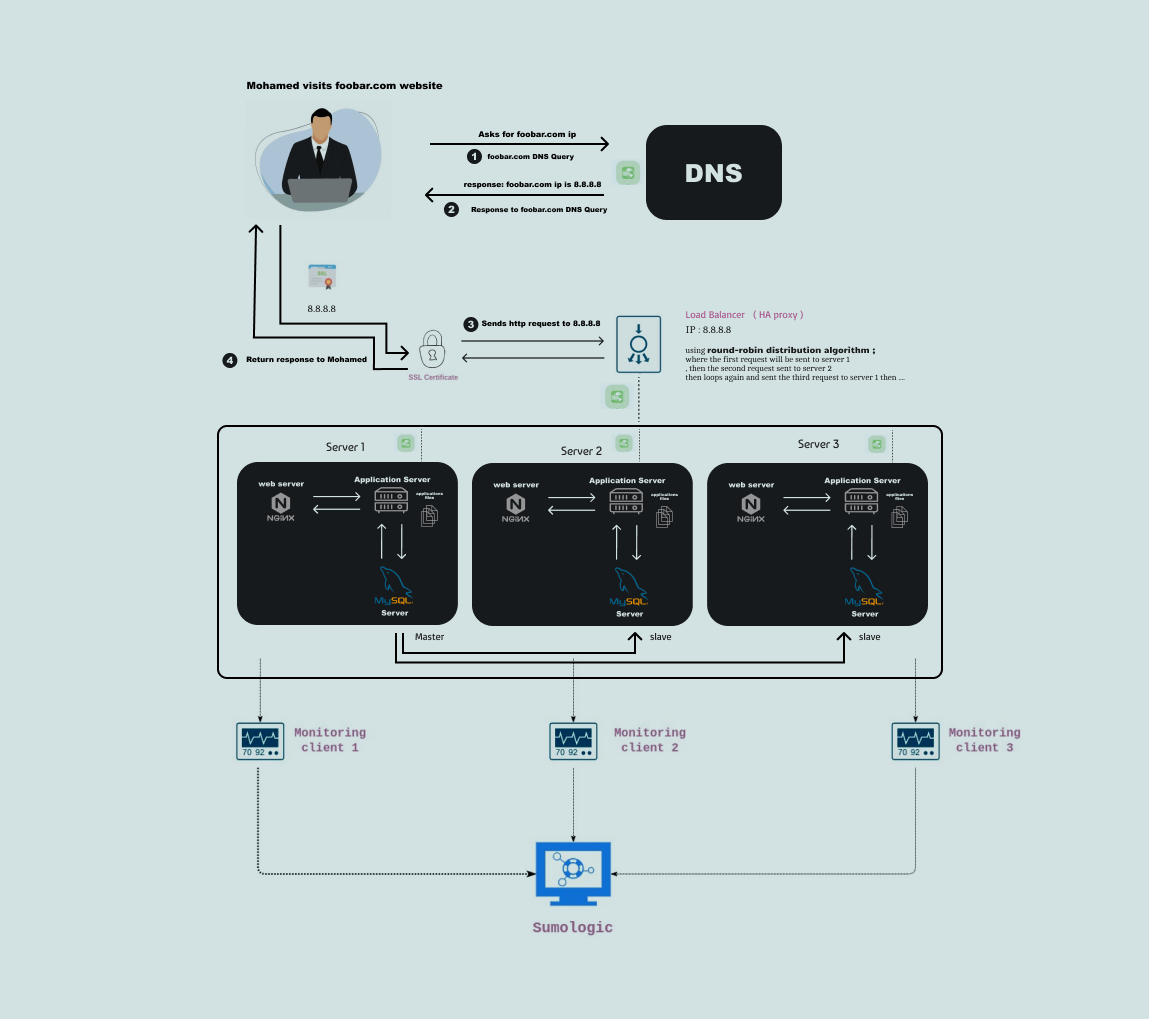 Mohamed visits foobar.com website
Asks for foobar.com ip
1 foobar.com DNS Query
DNS
response: foobar.com ip is 8.8.8.8
2 Response to foobar.com DNS Query
SSL
8.8.8.8
3 Sends http request to 8.8.8.8
4 Return response to Mohamed
SSL Certificate
Load Balancer ( HA proxy )
IP : 8.8.8.8
using round-robin distribution algorithm ;
where the first request will be sent to server 1
, then the second request sent to server 2
then loops again and sent the third request to server 1 then ...
Server 1
web server
NGINX
Application Server
applications
files
MySQL.
Server
Master
Server 2
web server
NGINX
Application Server
applications
files
MySQL.
Server
slave
Server 3
web server
NGINX
Application Server
applications
files
MySQL.
Server
slave
70 92
Monitoring
client 1
70 92
Monitoring
client 2
70 92
Monitoring
client 3
Sumologic